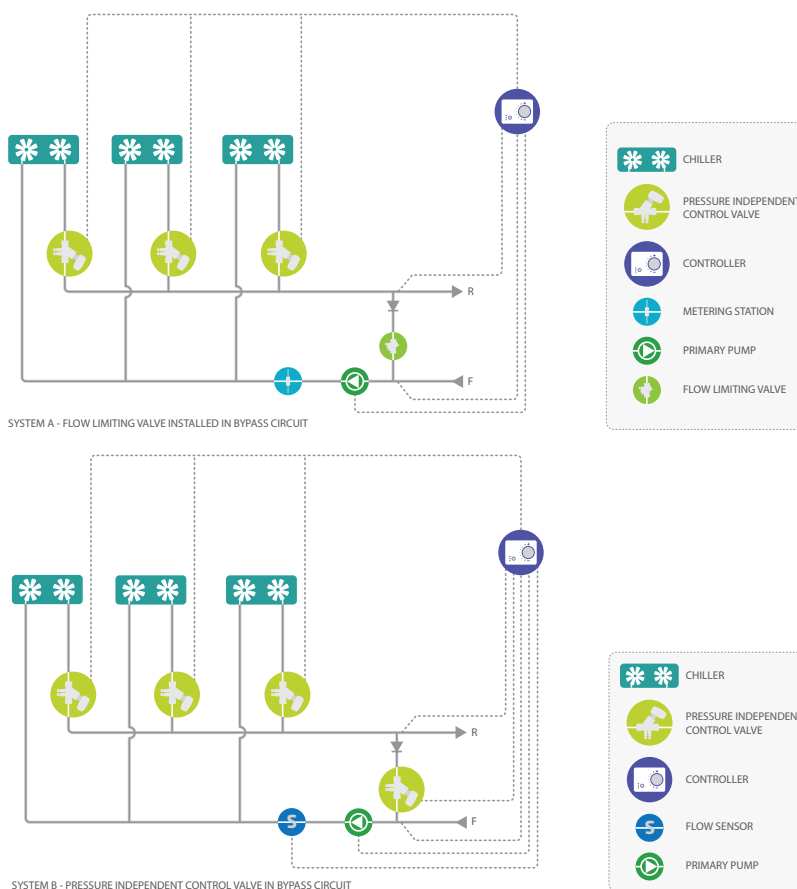 CHILLER
PRESSURE INDEPENDENT
CONTROL VALVE
CONTROLLER
METERING STATION
PRIMARY PUMP
FLOW LIMITING VALVE
R
F
SYSTEM A - FLOW LIMITING VALVE INSTALLED IN BYPASS CIRCUIT
CHILLER
PRESSURE INDEPENDEN
CONTROL VALVE
CONTROLLER
S FLOW SENSOR
PRIMARY PUMP
R
S
F
SYSTEM B - PRESSURE INDEPENDENT CONTROL VALVE IN BYPASS CIRCUIT